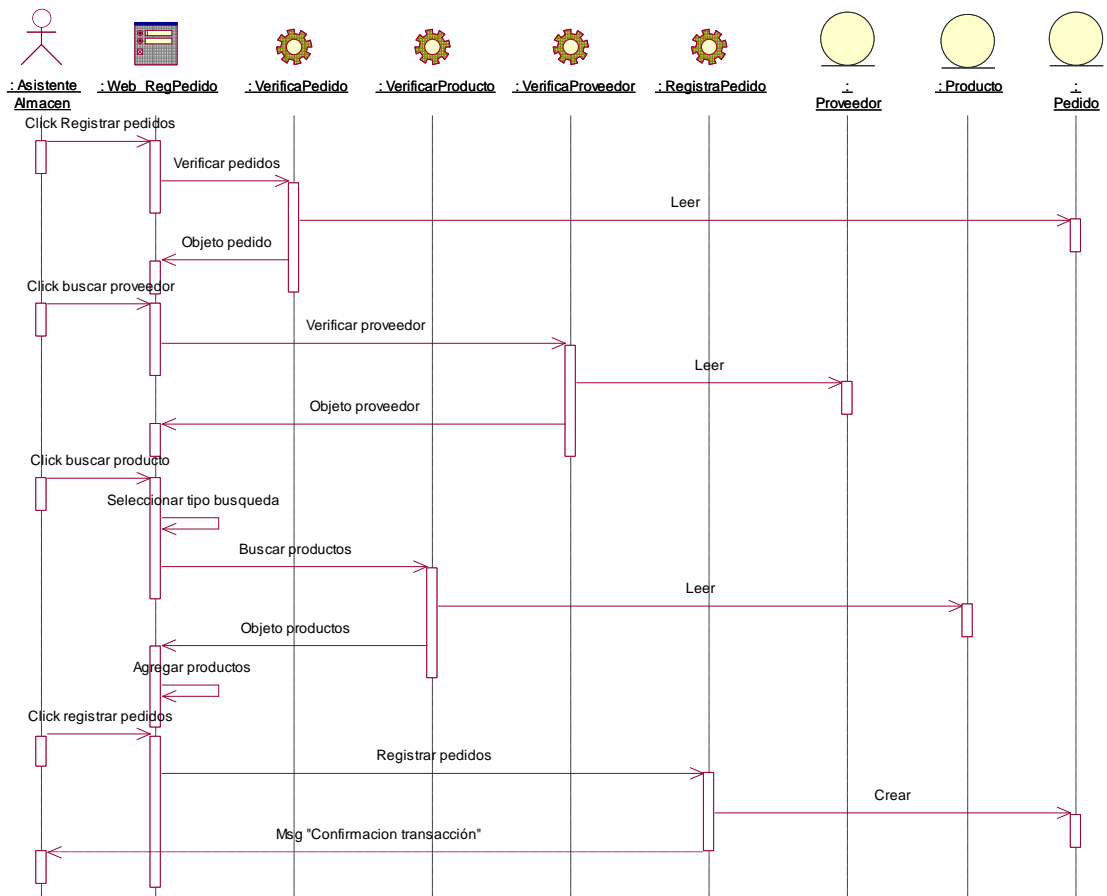 : Asistente
Almacen
: Web_RegPedido
: VerificaPedido
: VerificarProducto
: VerificaProveedor
: RegistraPedido
:
Proveedor
: Producto
:
Pedido
Click Registrar pedidos
Verificar pedidos
Leer
Objeto pedido
Click buscar proveedor
Verificar proveedor
Leer
Objeto proveedor
Click buscar producto
Seleccionar tipo busqueda
Buscar productos
Leer
Objeto productos
Agregar productos
Click registrar pedidos
Registrar pedidos
Crear
Msg "Confirmacion transacción"